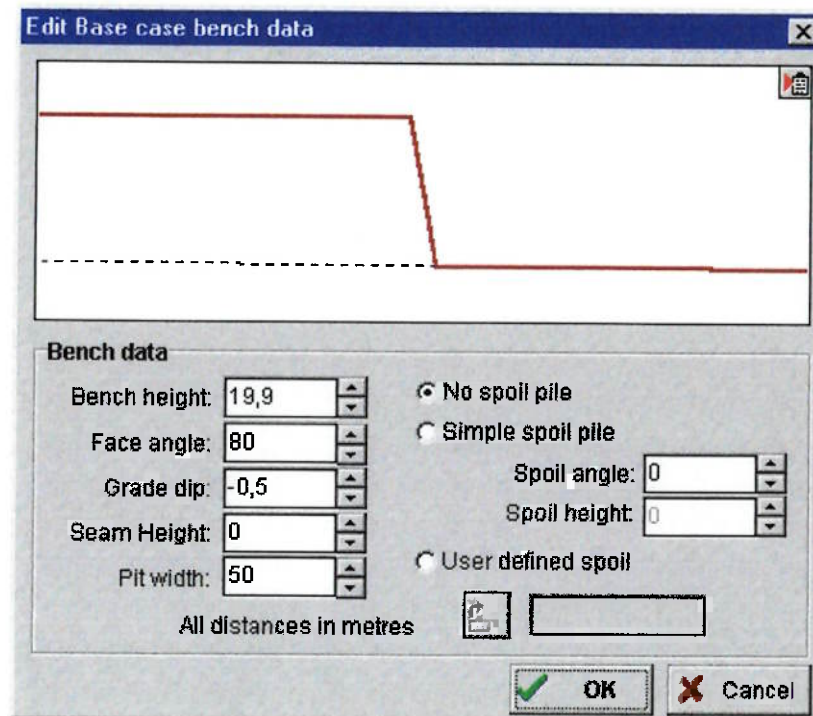 Edit Base case bench data
Bench data
Bench height: 19,9
Face angle: 80
Grade dip: -0,5
Seam Height: 0
Pit width: 50
All distances in metres
No spoil pile
Simple spoil pile
Spoil angle: 0
Spoil height: 0
User defined spoil
OK
Cancel